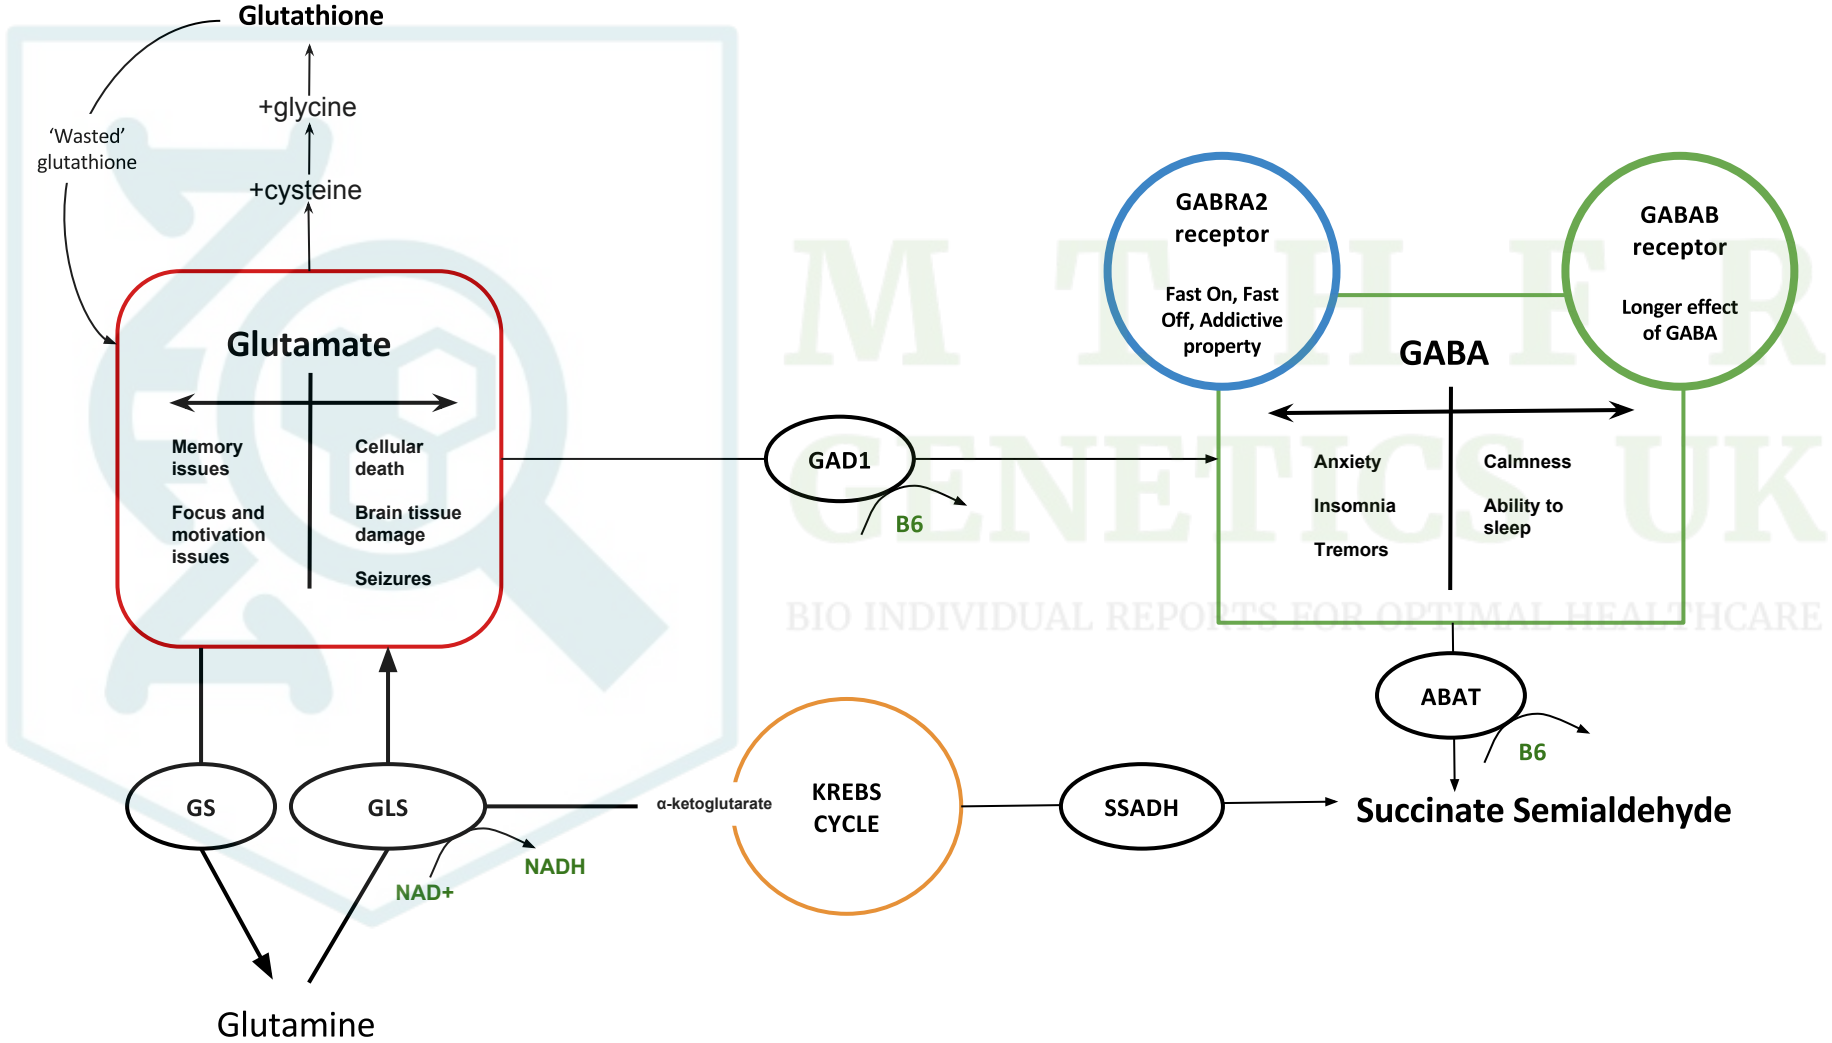 Glutathione
+glycine
'Wasted'
glutathione
+cysteine
Glutamate
Memory
issues
Focus and
motivation
issues
Cellular
death
Brain tissue
damage
Seizures
GAD1
B6
GABRA2
receptor
Fast On, Fast
Off, Addictive
property
GABAB
receptor
Longer effect
of GABA
GABA
Anxiety
Insomnia
Tremors
Calmness
Ability to
sleep
M T H F R
GENETICS UK
BIO INDIVIDUAL REPORTS FOR OPTIMAL HEALTHCARE
ABAT
B6
GS
GLS
NAD+
NADH
α-ketoglutarate
KREBS
CYCLE
SSADH
Succinate Semialdehyde
Glutamine